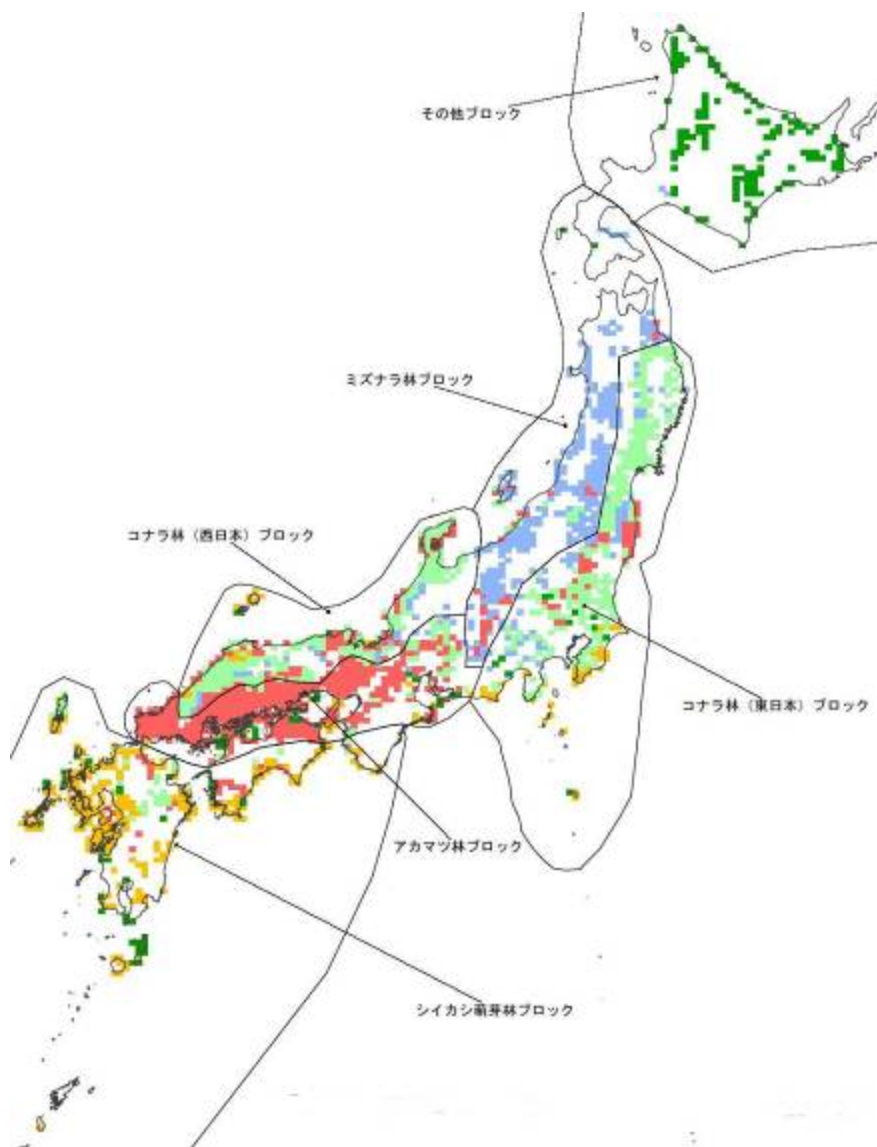 その他ブロック
ミズナラ林ブロック
コナラ林（西日本）ブロック
コナラ林（東日本）ブロック
アカマツ林ブロック
シイカシ萌芽林ブロック